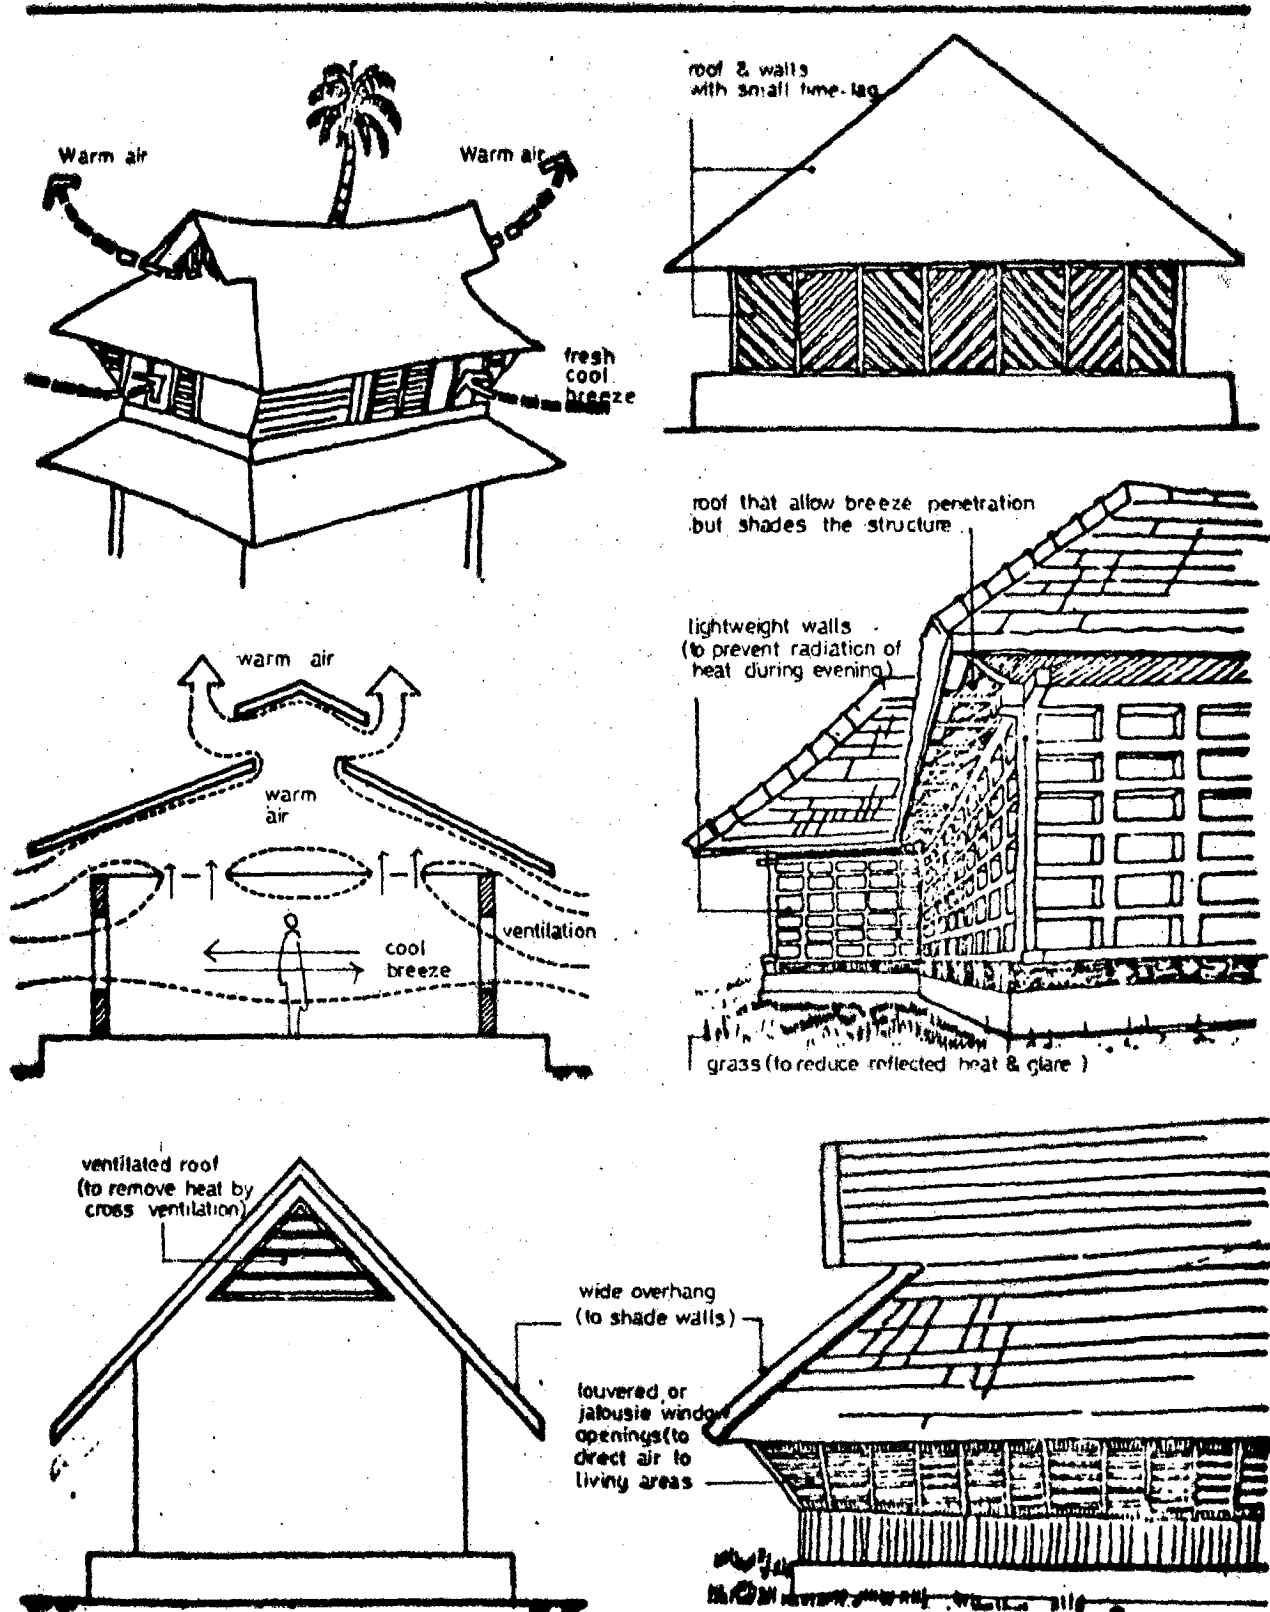 Warm air
Warm air
fresh
cool
breeze
roof & walls
with small time-lag
roof that allow breeze penetration
but shades the structure
lightweight walls
(to prevent radiation of
heat during evening)
warm air
warm
air
ventilation
cool
breeze
grass (to reduce reflected heat & glare)
ventilated roof
(to remove heat by
cross ventilation)
wide overhang
(to shade walls)
louvered or
jalousie window
openings (to
direct air to
living areas